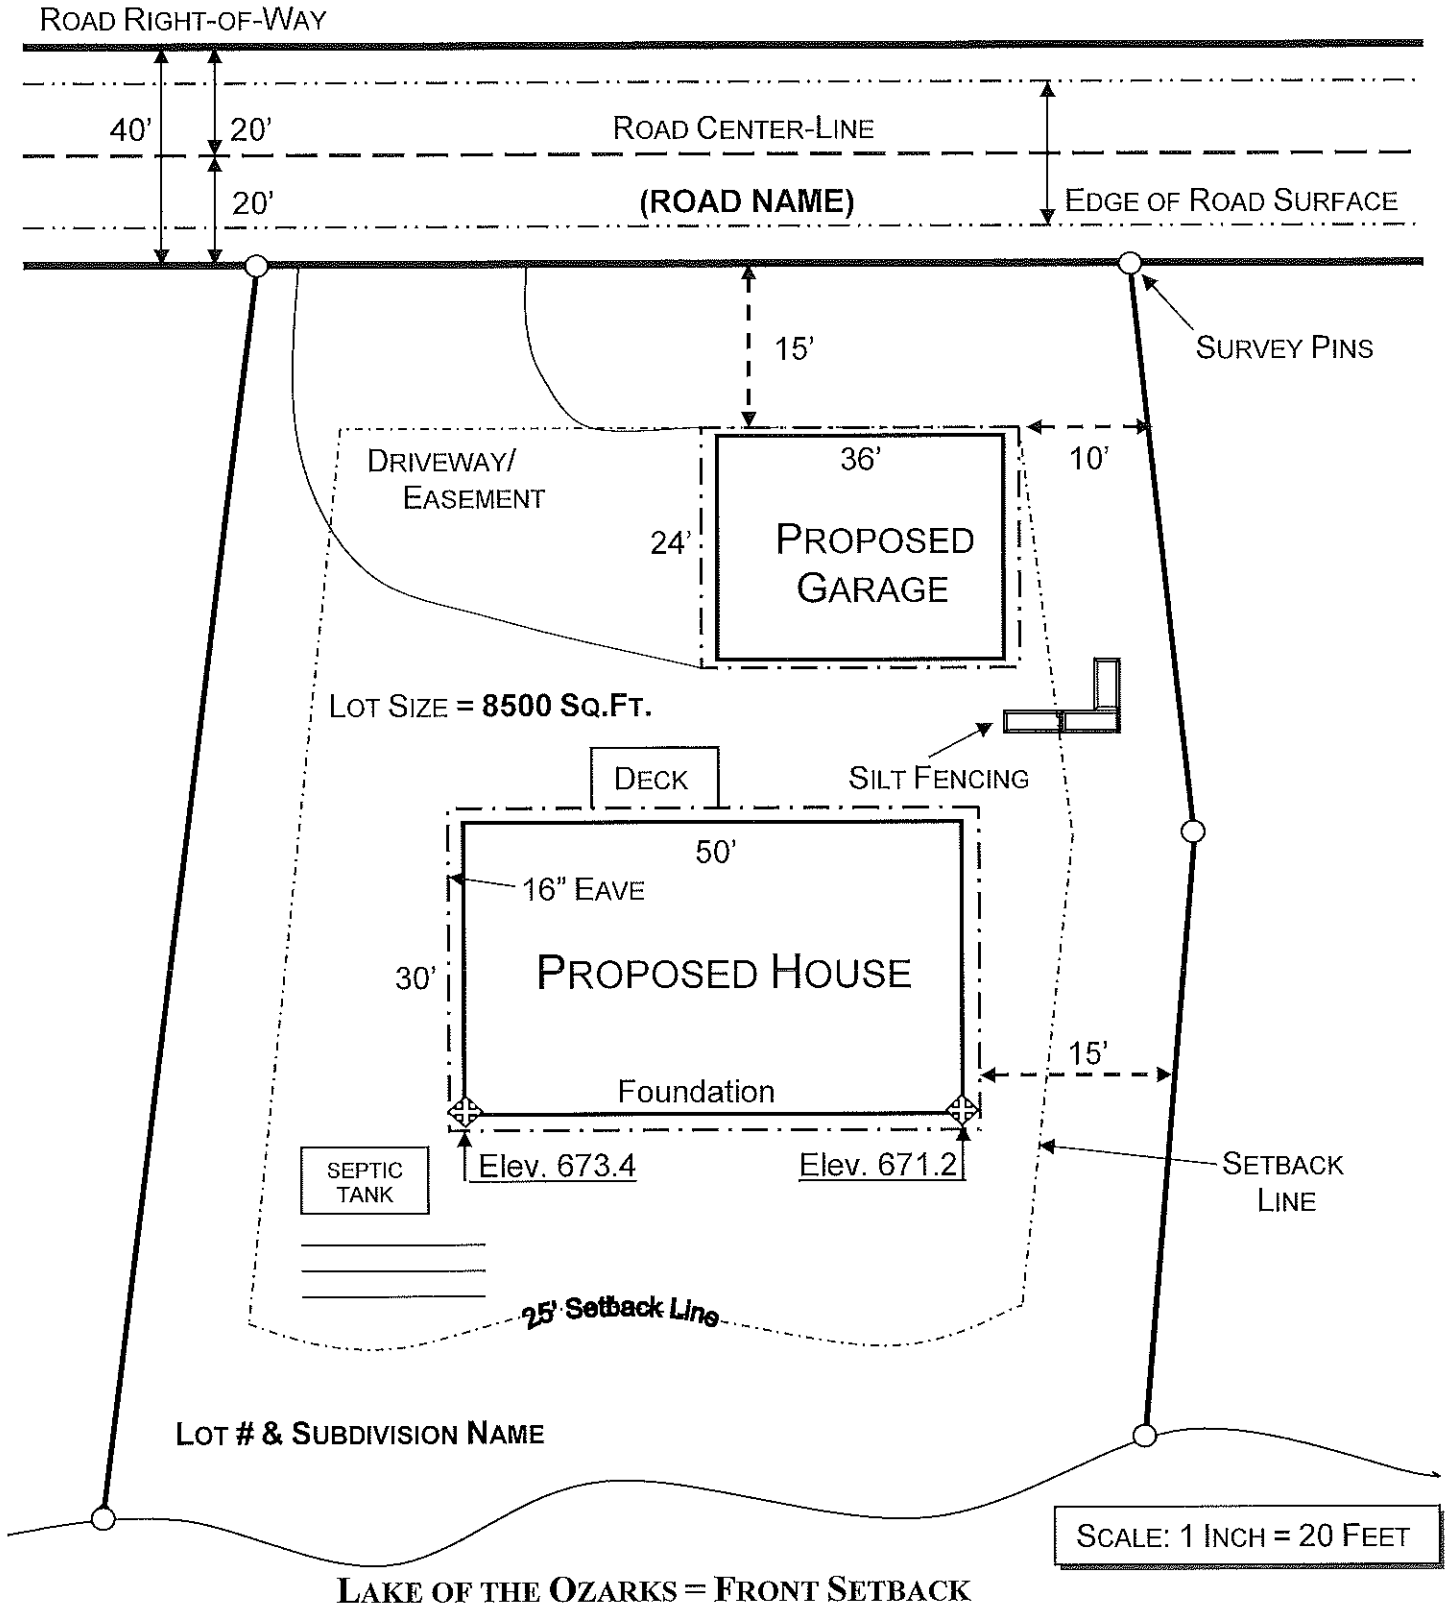 ROAD RIGHT-OF-WAY
40'
20'
ROAD CENTER-LINE
20'
(ROAD NAME)
EDGE OF ROAD SURFACE
15'
SURVEY PINS
DRIVEWAY/
EASEMENT
36'
10'
24'
PROPOSED
GARAGE
LOT SIZE = 8500 SQ.FT.
DECK
SILT FENCING
50'
16” EAVE
30'
PROPOSED HOUSE
15'
Foundation
Elev. 673.4
Elev. 671.2
SEPTIC
TANK
SETBACK
LINE
25' Setback Line
LOT # & SUBDIVISION NAME
SCALE: 1 INCH = 20 FEET
LAKE OF THE OZARKS = FRONT SETBACK